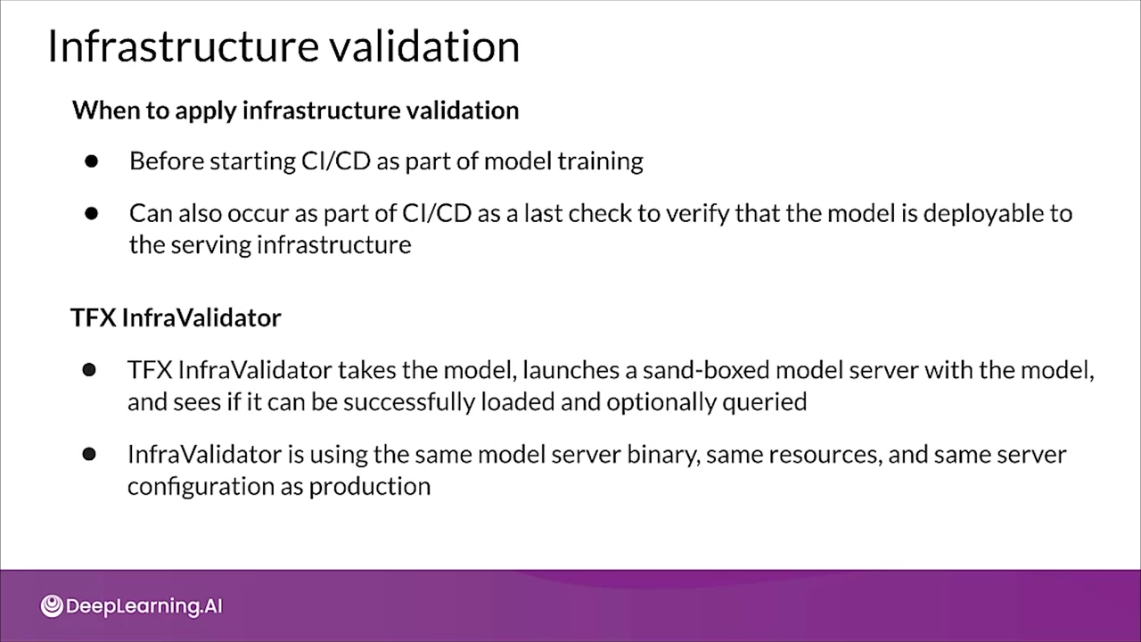 Infrastructure validation
When to apply infrastructure validation
● Before starting CI/CD as part of model training
● Can also occur as part of CI/CD as a last check to verify that the model is deployable to
the serving infrastructure
TFX InfraValidator
● TFX InfraValidator takes the model, launches a sand-boxed model server with the model,
and sees if it can be successfully loaded and optionally queried
● InfraValidator is using the same model server binary, same resources, and same server
configuration as production
DeepLearning.AI